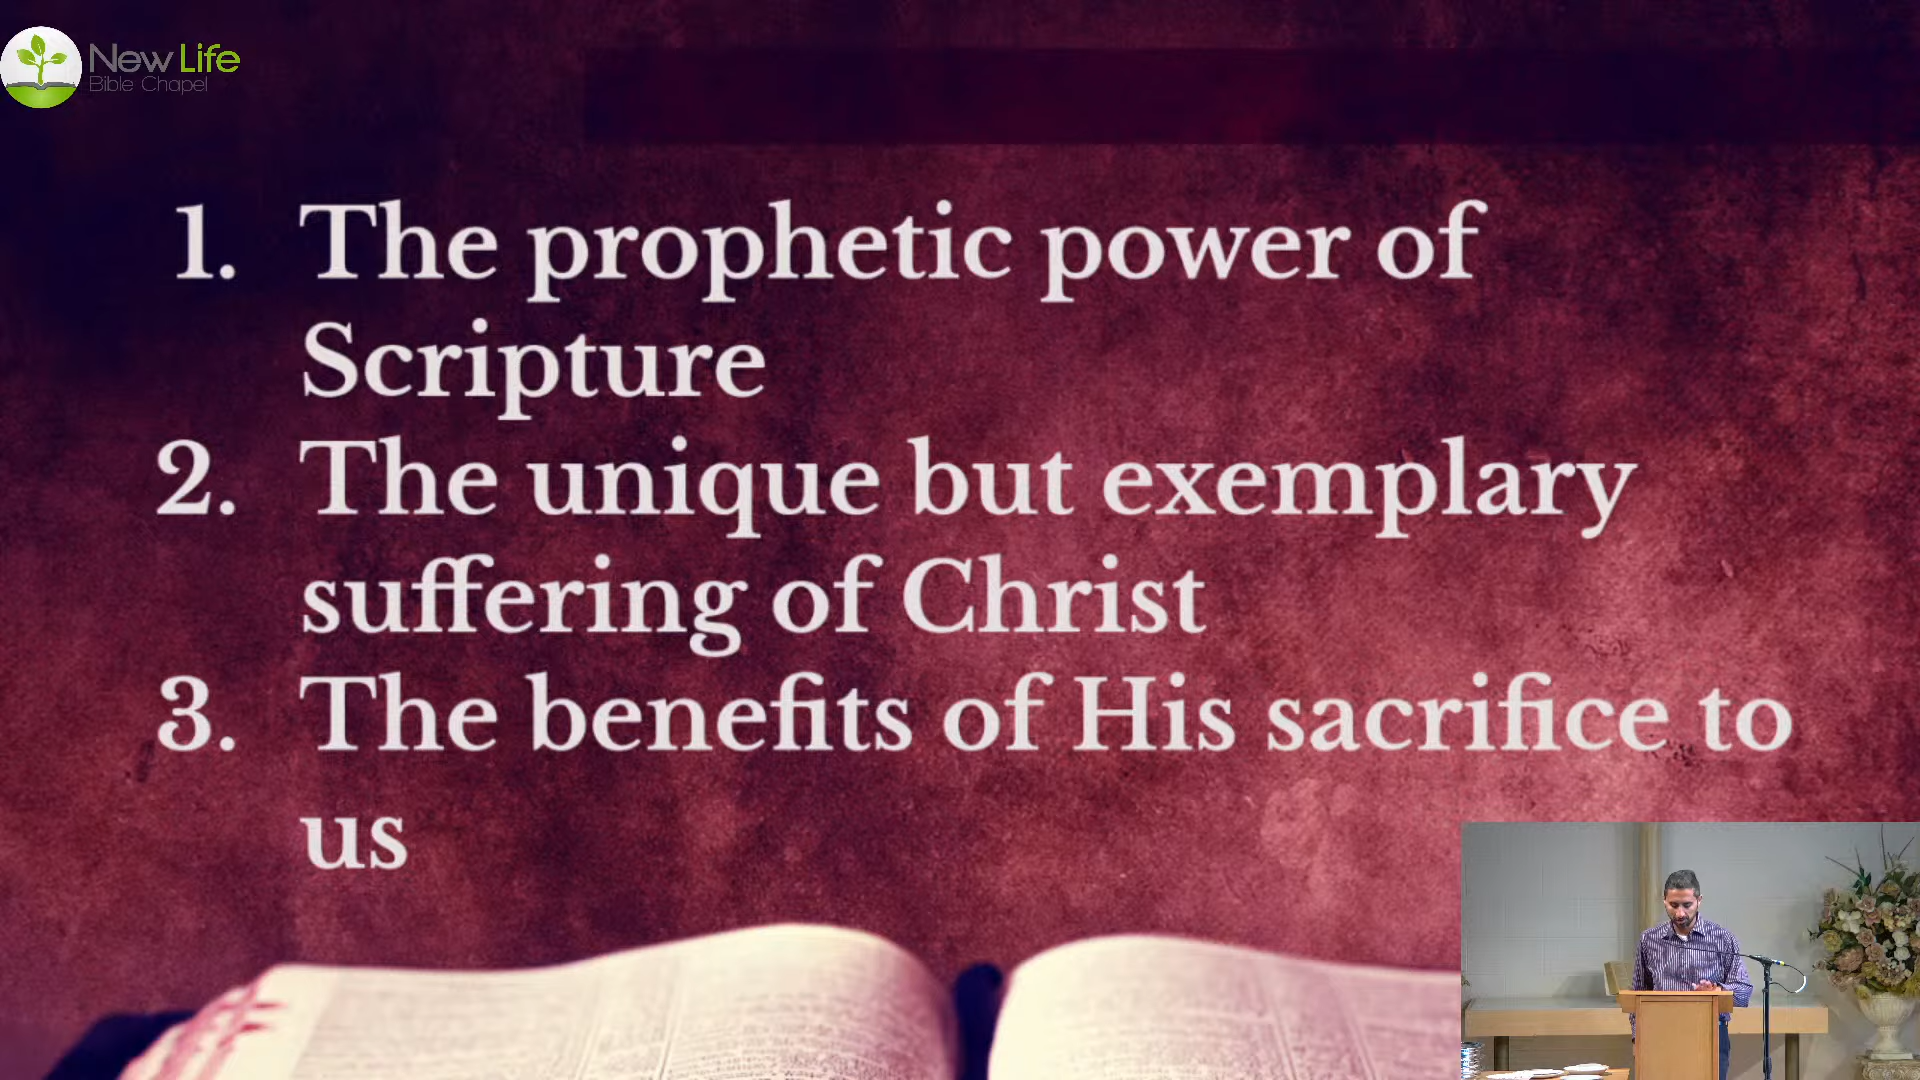 New Life
Bible Chapel
1. The prophetic power of
Scripture
2. The unique but exemplary
suffering of Christ
3. The benefits of His sacrifice to
us